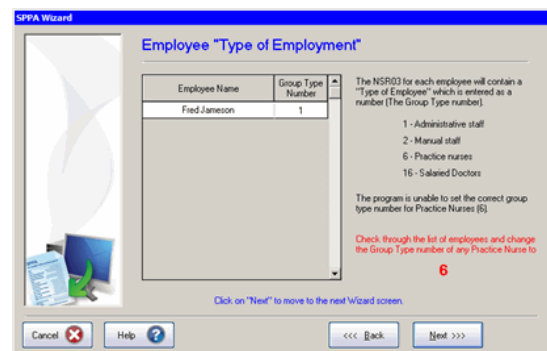 SPPA Wizard
Employee "Type of Employment"
Employee Name
Group Type
Number
Fred Jameson
1
The NSR03 for each employee will contain a
"Type of Employee" which is entered as a
number (The Group Type number).
1 - Administrative staff
2 - Manual staff
6 - Practice nurses
16 - Salaried Doctors
The program is unable to set the correct group
type number for Practice Nurses (6).
Check through the list of employees and change
the Group Type number of any Practice Nurse to
6
Click on "Next" to move to the next Wizard screen.
Cancel
Help
<<< Back
Next >>>